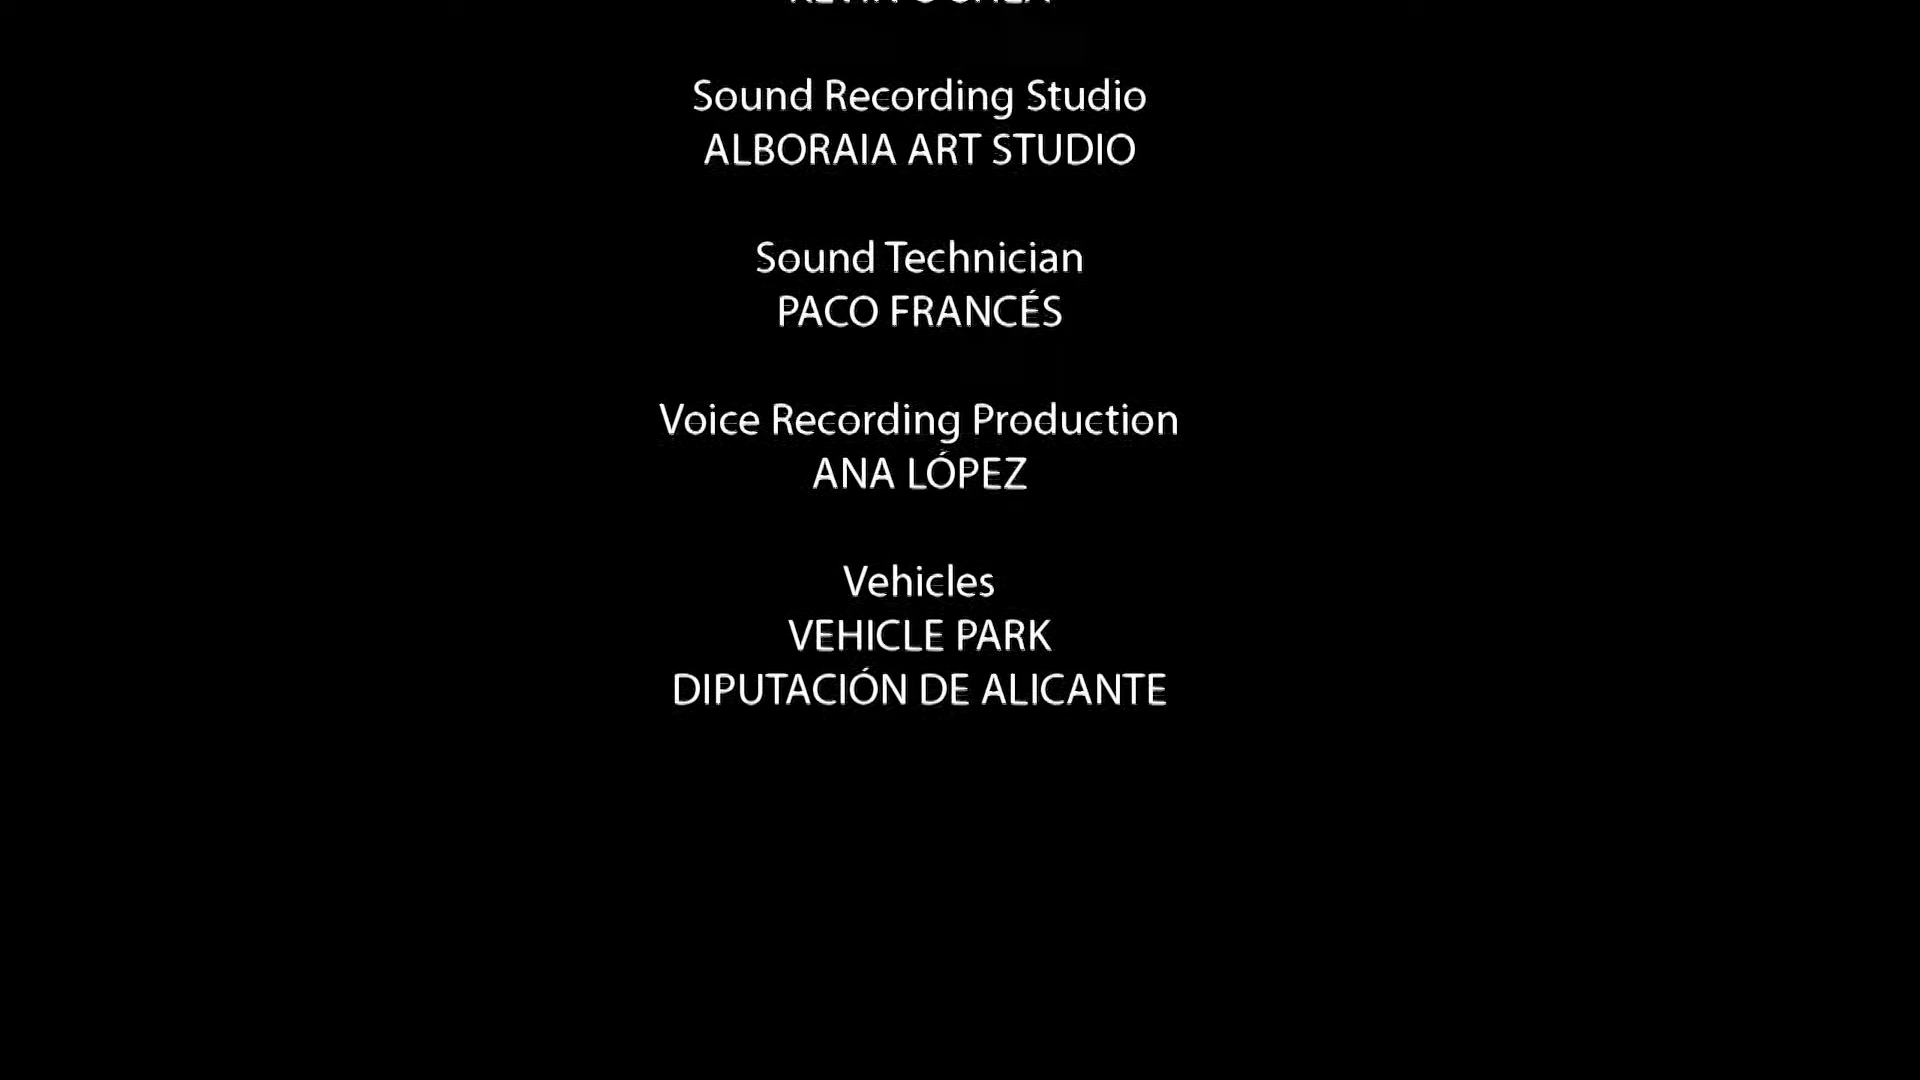 Sound Recording Studio
ALBORAIA ART STUDIO
Sound Technician
PACO FRANCÉS
Voice Recording Production
ANA LÓPEZ
Vehicles
VEHICLE PARK
DIPUTACIÓN DE ALICANTE